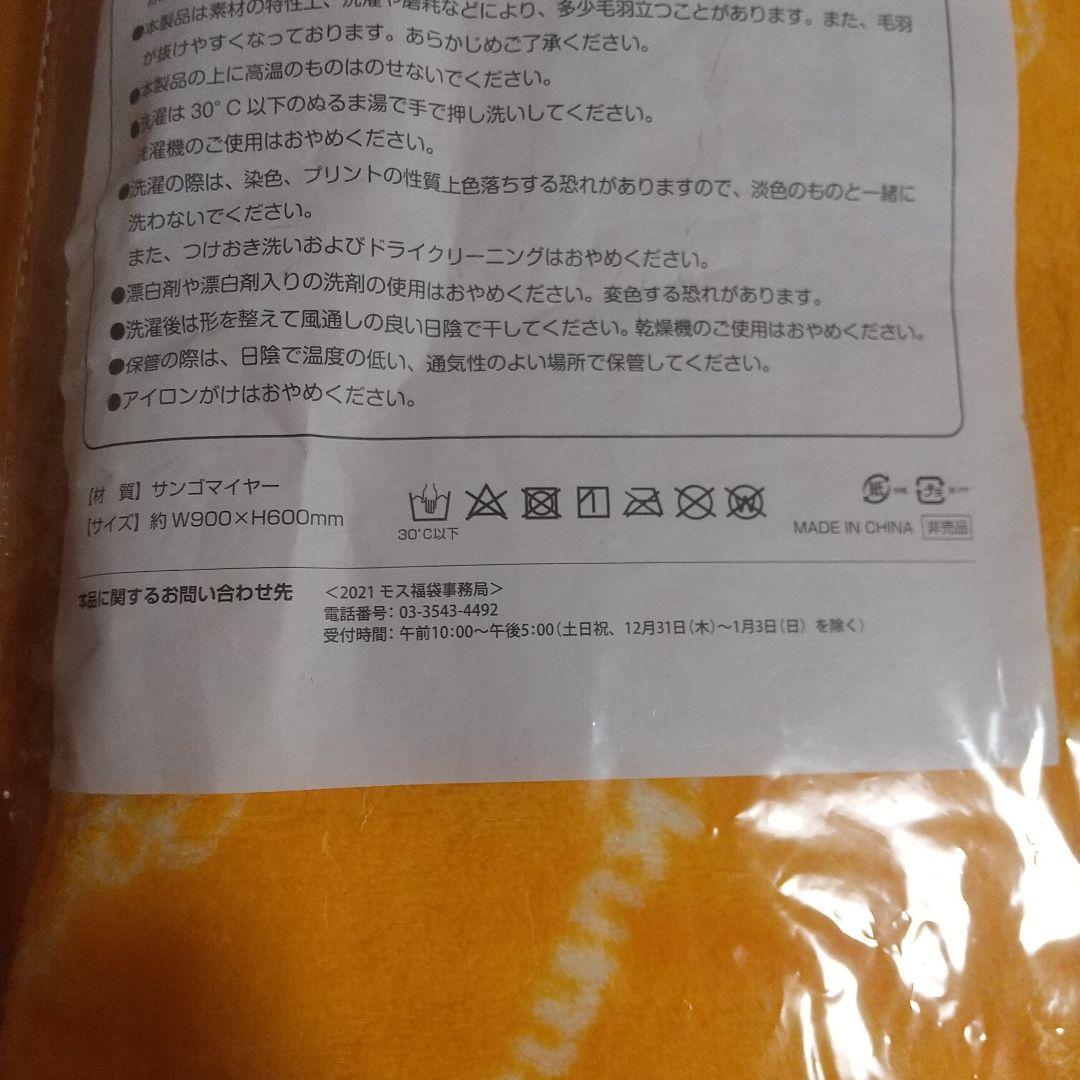 ●本製品は素材の特性上、洗濯や磨耗などにより、多少毛羽立つことがあります。また、毛羽
が抜けやすくなっております。あらかじめご了承ください。
●本製品の上に高温のものはのせないでください。
●洗濯は30°C以下のぬるま湯で手で押し洗いしてください。
洗濯機のご使用はおやめください。
●洗濯の際は、染色、プリントの性質上色落ちする恐れがありますので、淡色のものと一緒に
洗わないでください。
また、つけおき洗いおよびドライクリーニングはおやめください。
●漂白剤や漂白剤入りの洗剤の使用はおやめください。変色する恐れがあります。
●洗濯後は形を整えて風通しの良い日陰で干してください。乾燥機のご使用はおやめください。
●保管の際は、日陰で温度の低い、通気性のよい場所で保管してください。
●アイロンがけはおやめください。
【材 質】サンゴマイヤー
【サイズ】約W900×H600mm
30°C以下
W
紙
プラ
MADE IN CHINA 非売品
本品に関するお問い合わせ先
＜2021 モス福袋事務局＞
電話番号：03-3543-4492
受付時間：午前10:00～午後5:00（土日祝、12月31日（木）～1月3日（日）を除く）